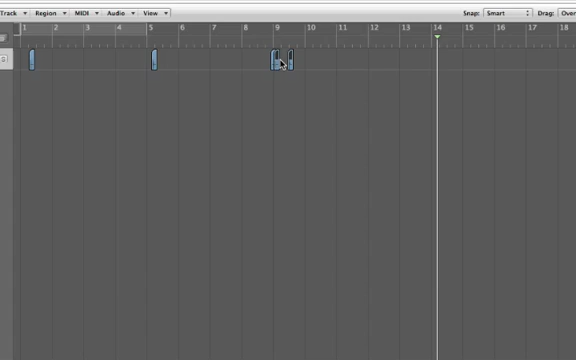 Track Region MIDI Audio View Snap: Smart Drag: Over
1 2 3 4 5 6 7 8 9 10 11 12 13 14 15 16 17 18